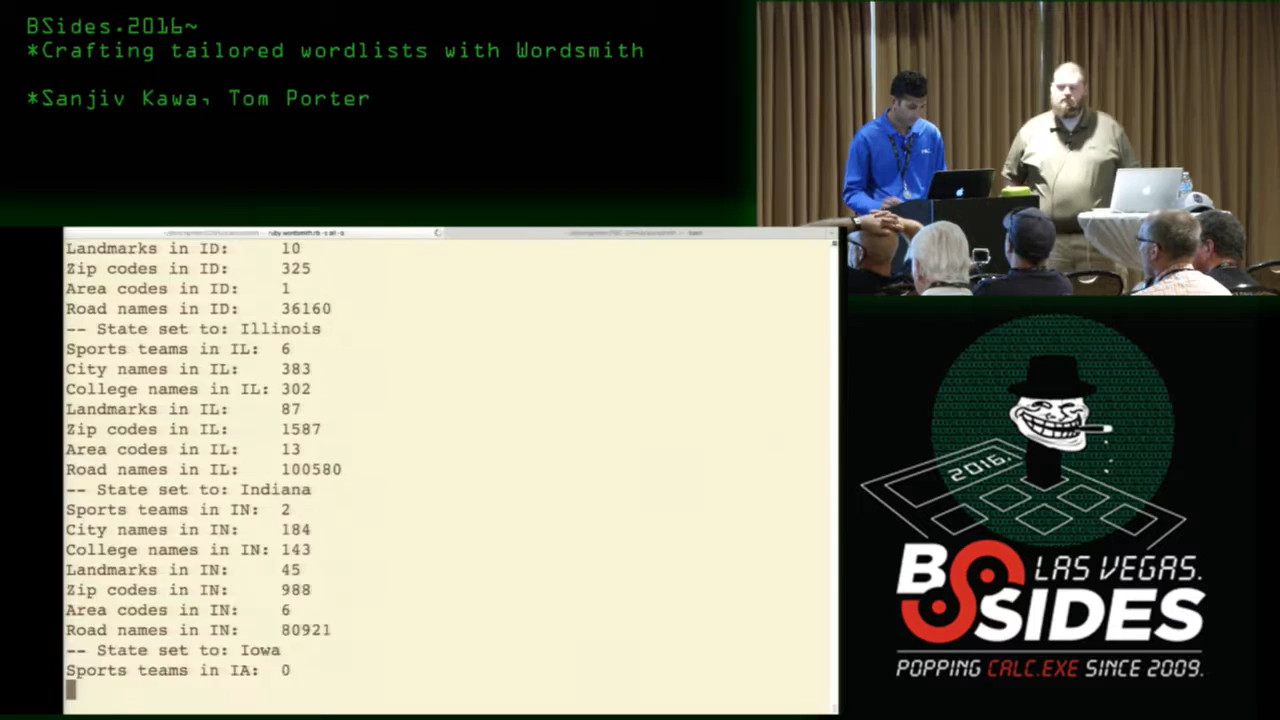 BSides.2016~
*Crafting tailored wordlists with Wordsmith
*Sanjiv Kawa, Tom Porter
ruby wordsmith.rb -s all -a
Landmarks in ID: 10
Zip codes in ID: 325
Area codes in ID: 1
Road names in ID: 36160
-- State set to: Illinois
Sports teams in IL: 6
City names in IL: 383
College names in IL: 302
Landmarks in IL: 87
Zip codes in IL: 1587
Area codes in IL: 13
Road names in IL: 100580
-- State set to: Indiana
Sports teams in IN: 2
City names in IN: 184
College names in IN: 143
Landmarks in IN: 45
Zip codes in IN: 988
Area codes in IN: 6
Road names in IN: 80921
-- State set to: Iowa
Sports teams in IA: 0
2016.
BSIDES
LAS VEGAS.
POPPING CALC.EXE SINCE 2009.